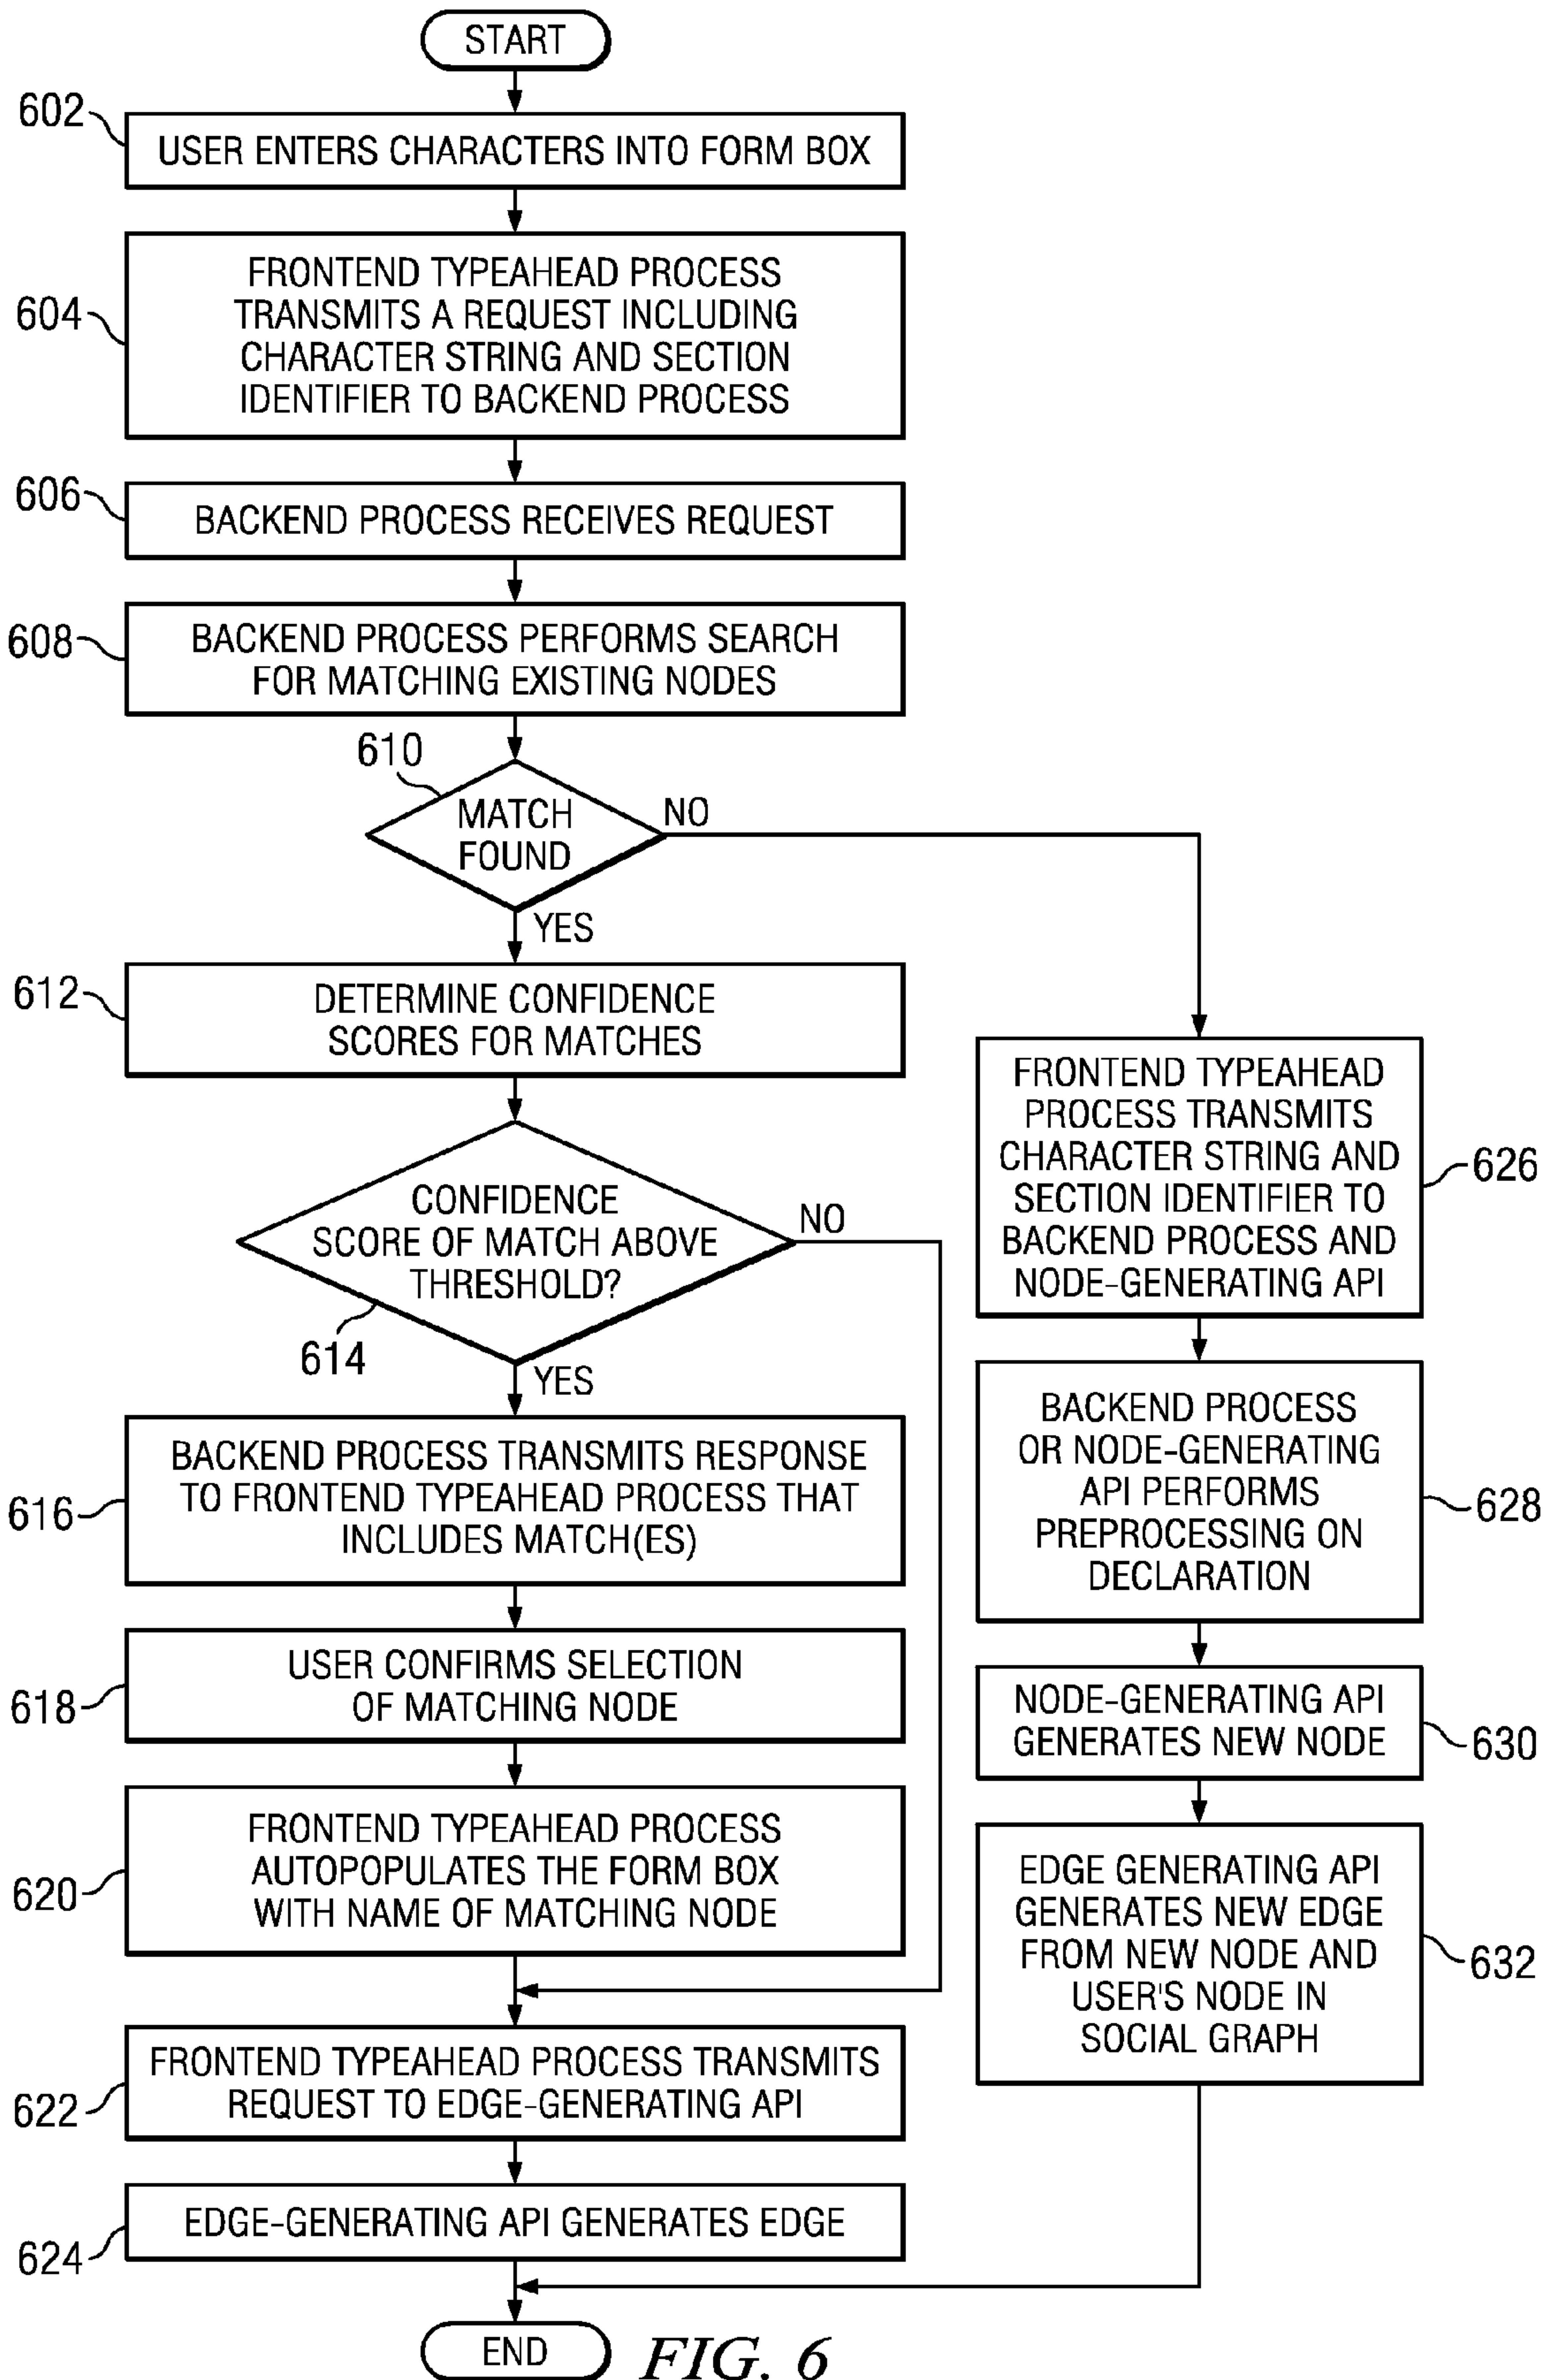 START
602
USER ENTERS CHARACTERS INTO FORM BOX
604
FRONTEND TYPEAHEAD PROCESS
TRANSMITS A REQUEST INCLUDING
CHARACTER STRING AND SECTION
IDENTIFIER TO BACKEND PROCESS
606
BACKEND PROCESS RECEIVES REQUEST
608
BACKEND PROCESS PERFORMS SEARCH
FOR MATCHING EXISTING NODES
610
MATCH
FOUND
NO
YES
612
DETERMINE CONFIDENCE
SCORES FOR MATCHES
CONFIDENCE
SCORE OF MATCH ABOVE
THRESHOLD?
NO
614
YES
616
BACKEND PROCESS TRANSMITS RESPONSE
TO FRONTEND TYPEAHEAD PROCESS THAT
INCLUDES MATCH(ES)
618
USER CONFIRMS SELECTION
OF MATCHING NODE
620
FRONTEND TYPEAHEAD PROCESS
AUTOPOPULATES THE FORM BOX
WITH NAME OF MATCHING NODE
622
FRONTEND TYPEAHEAD PROCESS TRANSMITS
REQUEST TO EDGE-GENERATING API
624
EDGE-GENERATING API GENERATES EDGE
FRONTEND TYPEAHEAD
PROCESS TRANSMITS
CHARACTER STRING AND
SECTION IDENTIFIER TO
BACKEND PROCESS AND
NODE-GENERATING API
626
BACKEND PROCESS
OR NODE-GENERATING
API PERFORMS
PREPROCESSING ON
DECLARATION
628
NODE-GENERATING API
GENERATES NEW NODE
630
EDGE GENERATING API
GENERATES NEW EDGE
FROM NEW NODE AND
USER'S NODE IN
SOCIAL GRAPH
632
END
FIG. 6